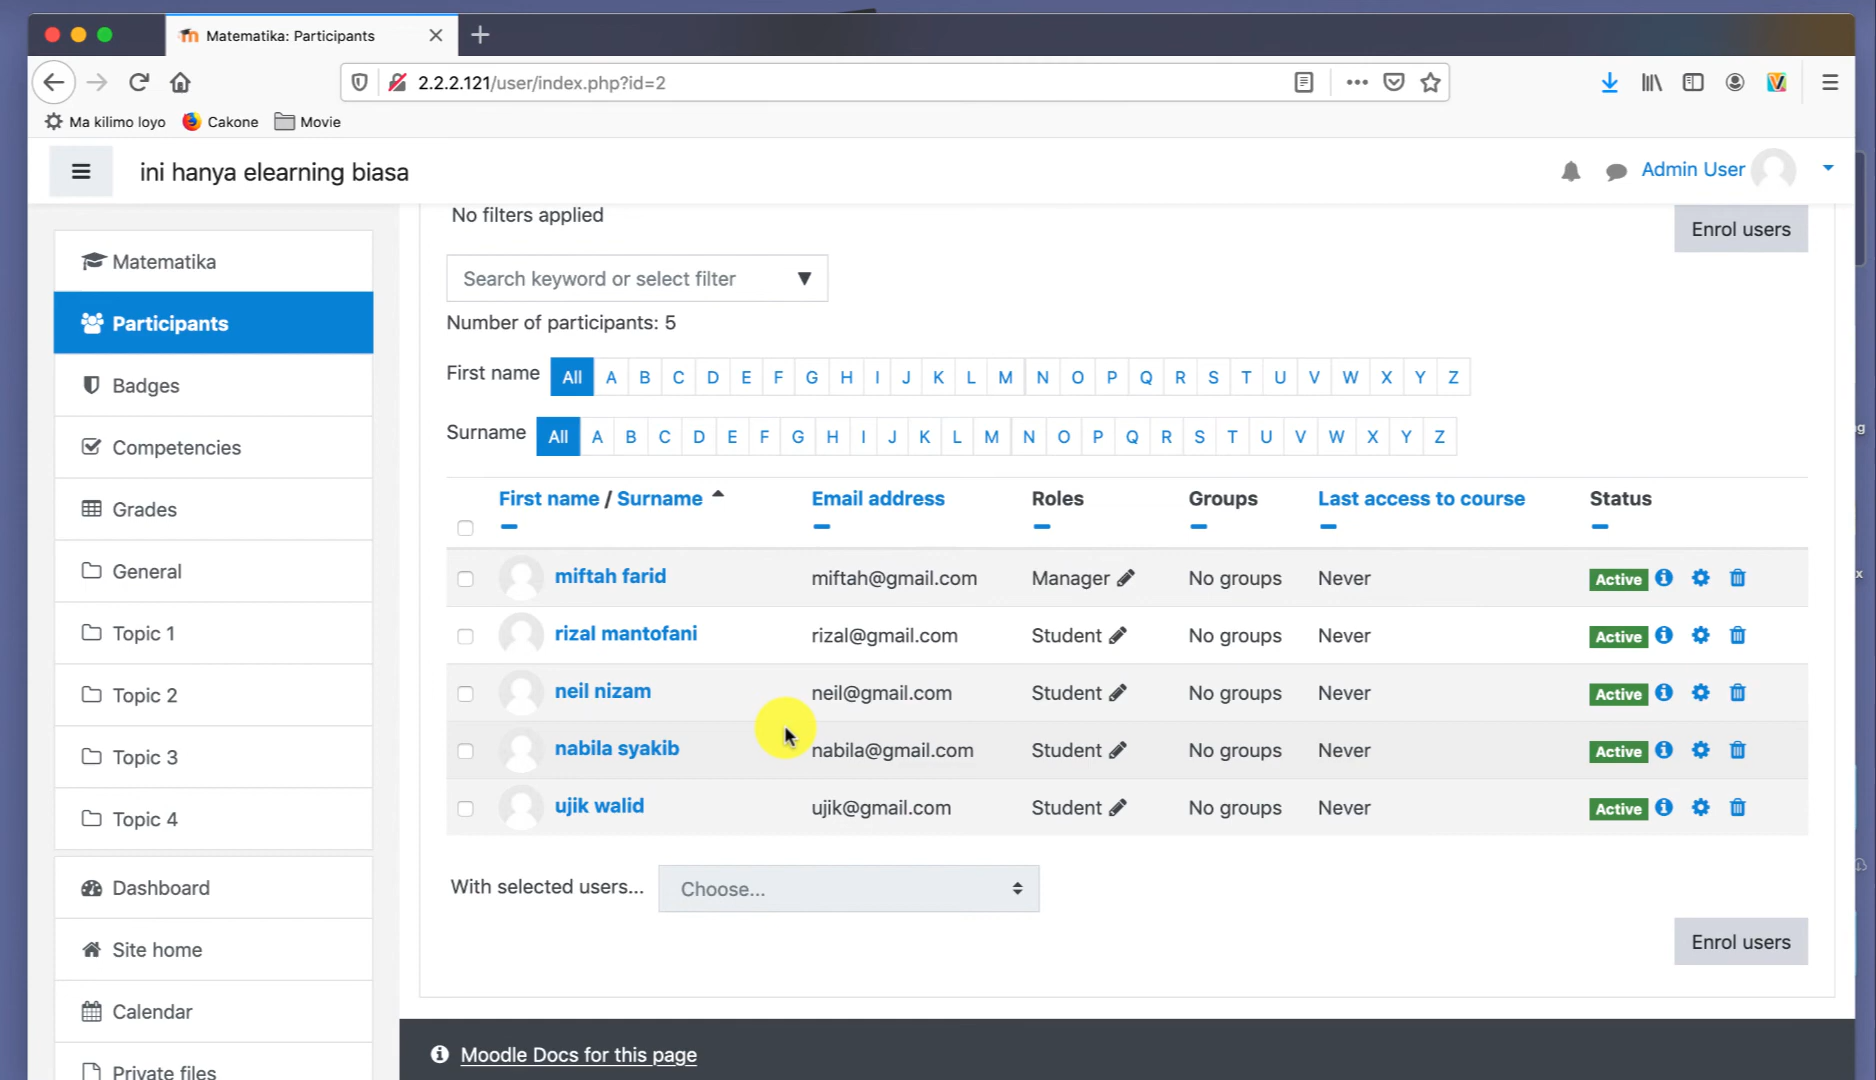 Matematika: Participants
2.2.2.121/user/index.php?id=2
Ma kilimo loyo Cakone Movie
ini hanya elearning biasa
Admin User
Matematika
Participants
Badges
Competencies
Grades
General
Topic 1
Topic 2
Topic 3
Topic 4
Dashboard
Site home
Calendar
Private files
No filters applied
Enrol users
Search keyword or select filter ▼
Number of participants: 5
First name All A B C D E F G H I J K L M N O P Q R S T U V W X Y Z
Surname All A B C D E F G H I J K L M N O P Q R S T U V W X Y Z
First name / Surname Email address Roles Groups Last access to course Status
miftah farid miftah@gmail.com Manager No groups Never Active
rizal mantofani rizal@gmail.com Student No groups Never Active
neil nizam neil@gmail.com Student No groups Never Active
nabila syakib nabila@gmail.com Student No groups Never Active
ujik walid ujik@gmail.com Student No groups Never Active
With selected users... Choose...
Enrol users
Moodle Docs for this page